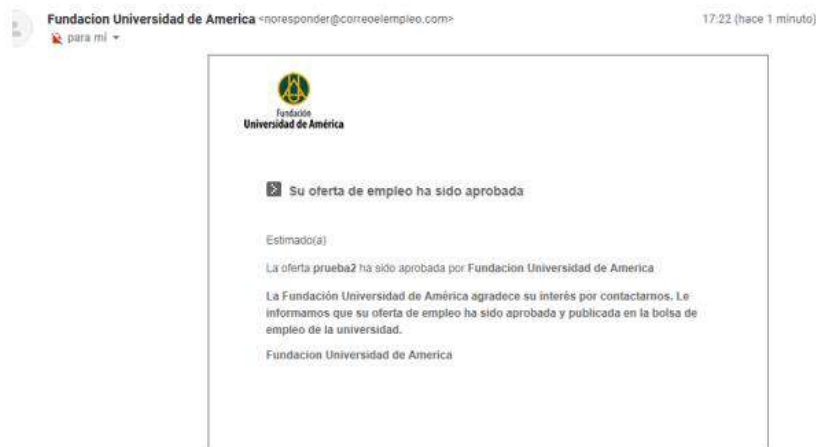 Fundacion Universidad de America <noresponder@correoelempleo.com>
17:22 (hace 1 minuto)
para mí
Fundación
Universidad de América
Su oferta de empleo ha sido aprobada
Estimado(a)
La oferta prueba2 ha sido aprobada por Fundacion Universidad de America
La Fundación Universidad de América agradece su interés por contactarnos. Le
informamos que su oferta de empleo ha sido aprobada y publicada en la bolsa de
empleo de la universidad.
Fundacion Universidad de America